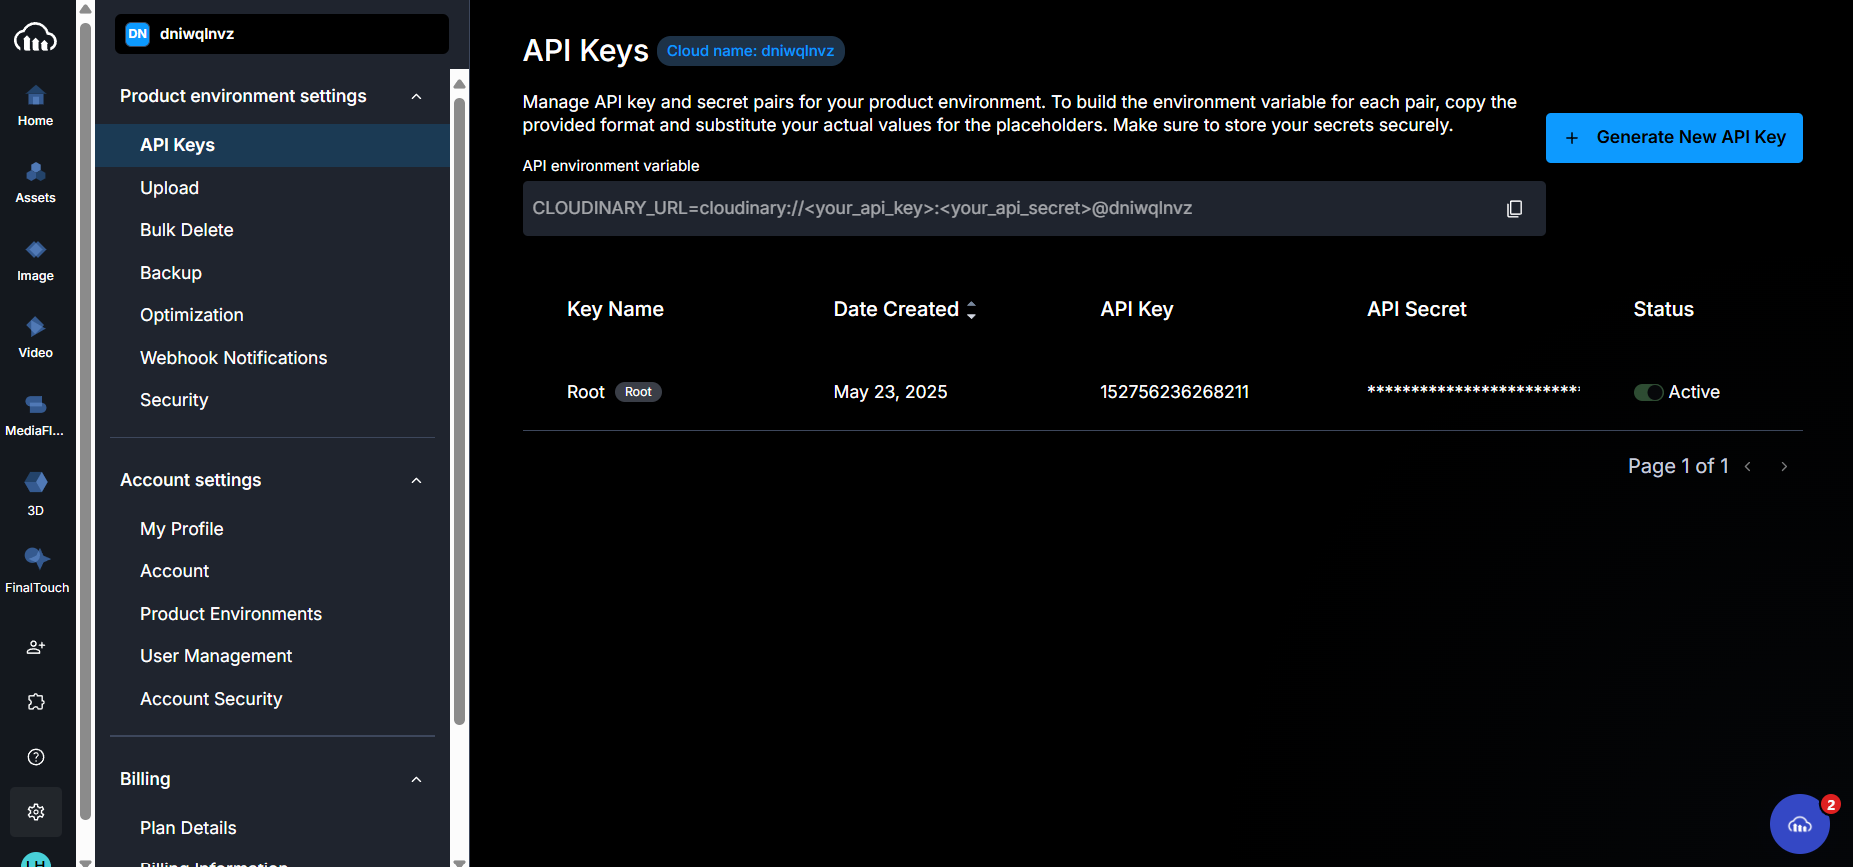 DN dniwqlnvz
Home
Assets
Image
Video
MediaFl...
3D
FinalTouch
LH
Product environment settings
API Keys
Upload
Bulk Delete
Backup
Optimization
Webhook Notifications
Security
Account settings
My Profile
Account
Product Environments
User Management
Account Security
Billing
Plan Details
Billing Information
API Keys Cloud name: dniwqlnvz
Manage API key and secret pairs for your product environment. To build the environment variable for each pair, copy the
provided format and substitute your actual values for the placeholders. Make sure to store your secrets securely.
+ Generate New API Key
API environment variable
CLOUDINARY_URL=cloudinary://<your_api_key>:<your_api_secret>@dniwqlnvz
Key Name Date Created API Key API Secret Status
Root Root May 23, 2025 152756236268211 ************************* Active
Page 1 of 1
2